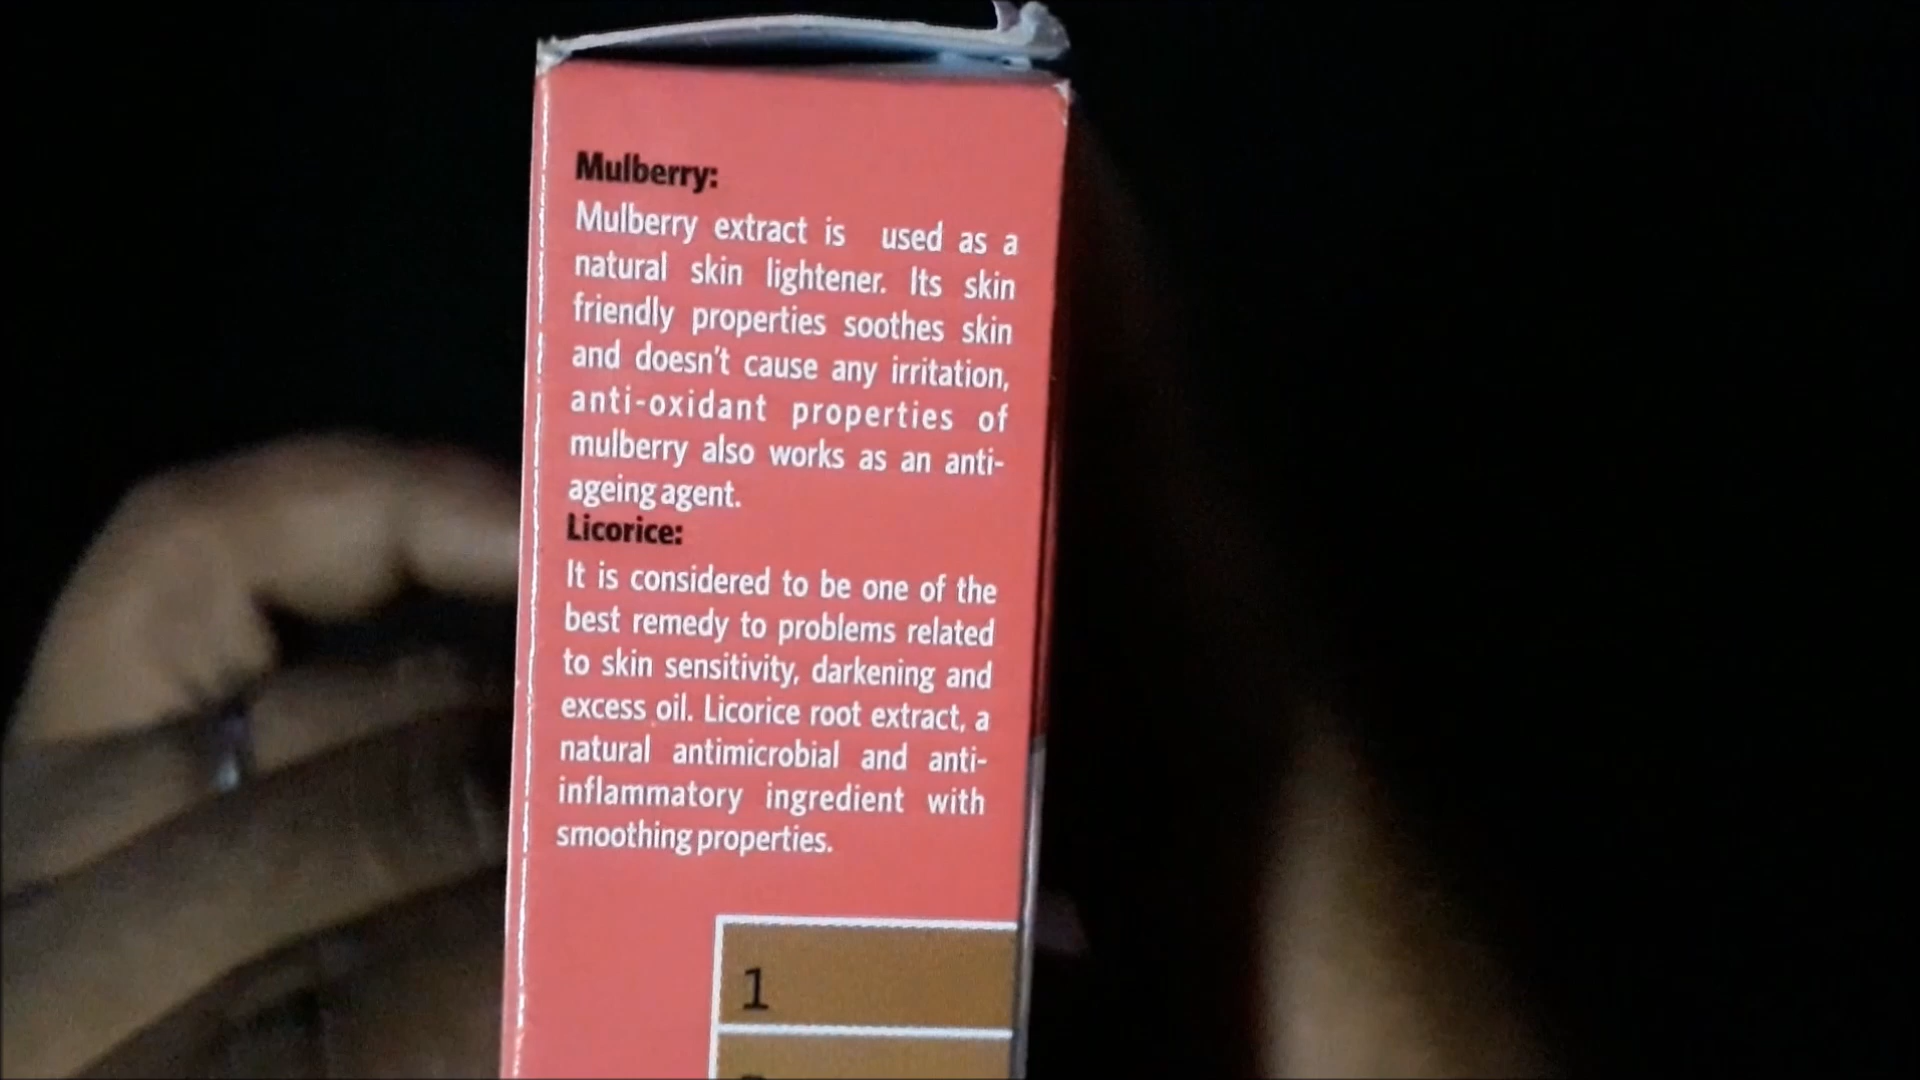 Mulberry:
Mulberry extract is used as a
natural skin lightener. Its skin
friendly properties soothes skin
and doesn't cause any irritation,
anti-oxidant properties of
mulberry also works as an anti-
ageing agent.
Licorice:
It is considered to be one of the
best remedy to problems related
to skin sensitivity, darkening and
excess oil. Licorice root extract, a
natural antimicrobial and anti-
inflammatory ingredient with
smoothing properties.
1